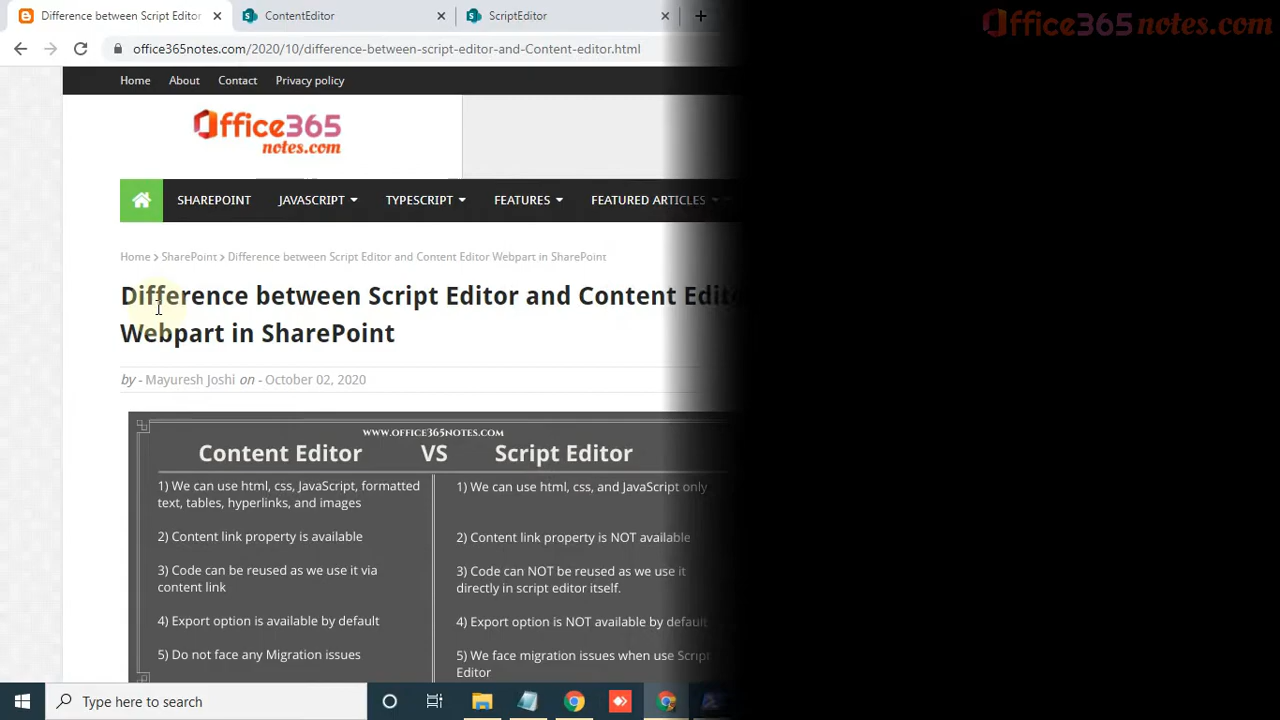 Difference between Script Editor
ContentEditor
ScriptEditor
Office365notes.com
office365notes.com/2020/10/difference-between-script-editor-and-Content-editor.html
Home
About
Contact
Privacy policy
Office365
notes.com
SHAREPOINT
JAVASCRIPT
TYPESCRIPT
FEATURES
FEATURED ARTICLES
Home > SharePoint > Difference between Script Editor and Content Editor Webpart in SharePoint
Difference between Script Editor and Content Edito
Webpart in SharePoint
by - Mayuresh Joshi on - October 02, 2020
WWW.OFFICE365NOTES.COM
Content Editor VS Script Editor
1) We can use html, css, JavaScript, formatted
text, tables, hyperlinks, and images
1) We can use html, css, and JavaScript only
2) Content link property is available
2) Content link property is NOT available
3) Code can be reused as we use it via
content link
3) Code can NOT be reused as we use it
directly in script editor itself.
4) Export option is available by default
4) Export option is NOT available by default
5) Do not face any Migration issues
5) We face migration issues when use Scrip
Editor
Type here to search